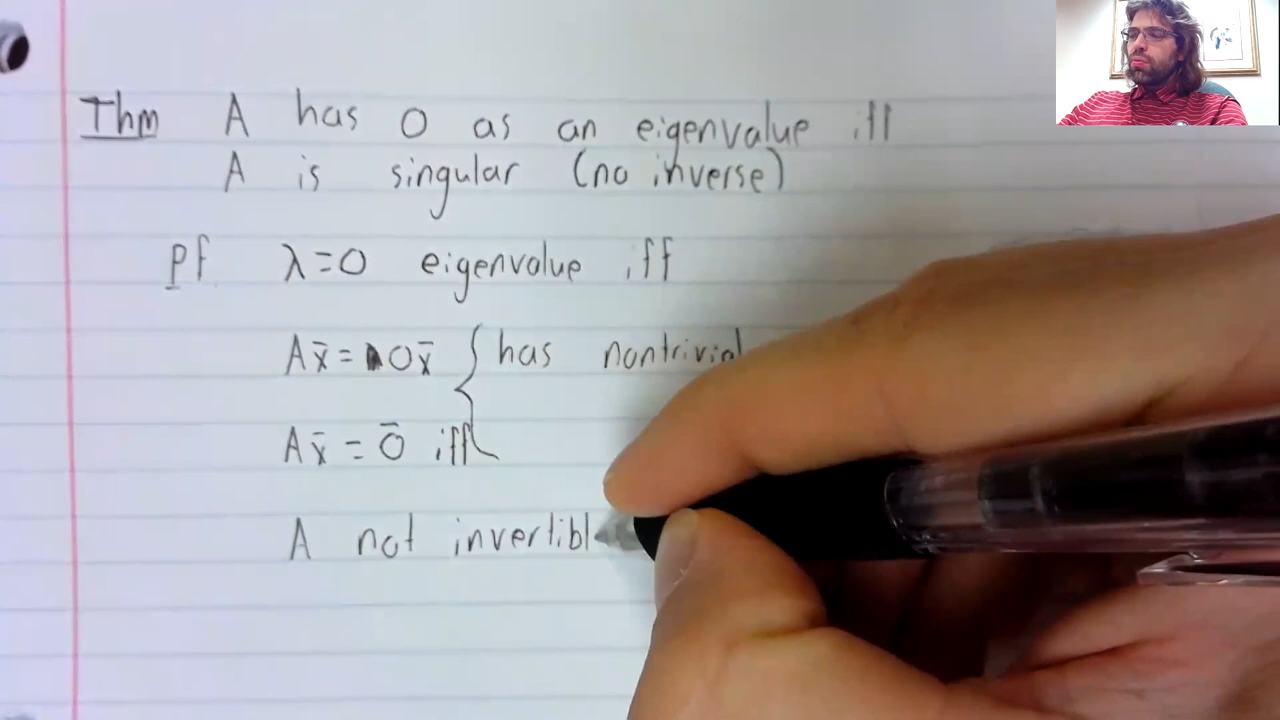 Thm A has 0 as an eigenvalue iff
A is singular (no inverse)
Pf λ=0 eigenvalue iff
Ax̄ = 0x̄ { has nontrivial
Ax̄ = 0̄ iff
A not invertibl